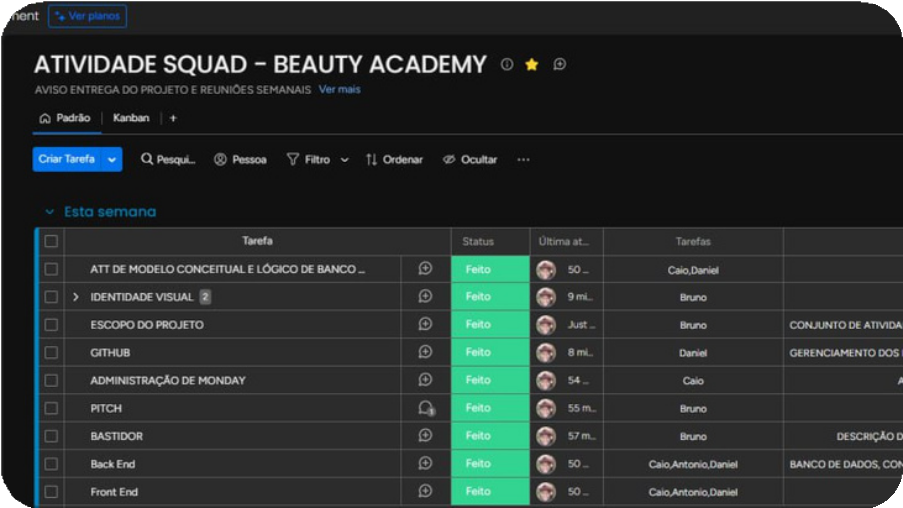 ment Ver planos
ATIVIDADE SQUAD - BEAUTY ACADEMY
AVISO ENTREGA DO PROJETO E REUNIÕES SEMANAIS Ver mais
Padrão Kanban +
Criar Tarefa Pesqui... Pessoa Filtro Ordenar Ocultar ...
Esta semana
Tarefa Status Última at... Tarefas
ATT DE MODELO CONCEITUAL E LÓGICO DE BANCO ... Feito 50 ... Caio,Daniel
IDENTIDADE VISUAL 2 Feito 9 mi... Bruno
ESCOPO DO PROJETO Feito Just ... Bruno CONJUNTO DE ATIVIDA
GITHUB Feito 8 mi... Daniel GERENCIAMENTO DOS
ADMINISTRAÇÃO DE MONDAY Feito 54 ... Caio A
PITCH 1 Feito 55 m... Bruno
BASTIDOR Feito 57 m... Bruno DESCRIÇÃO D
Back End Feito 50 ... Caio,Antonio,Daniel BANCO DE DADOS, CON
Front End Feito 50 ... Caio,Antonio,Daniel